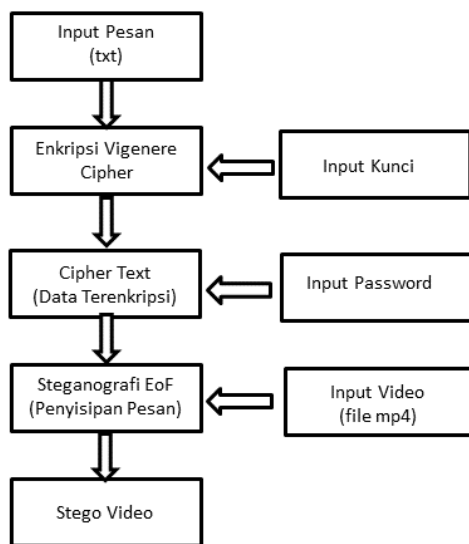 Input Pesan
(txt)
Enkripsi Vigenere
Cipher
Input Kunci
Cipher Text
(Data Terenkripsi)
Input Password
Steganografi EoF
(Penyisipan Pesan)
Input Video
(file mp4)
Stego Video